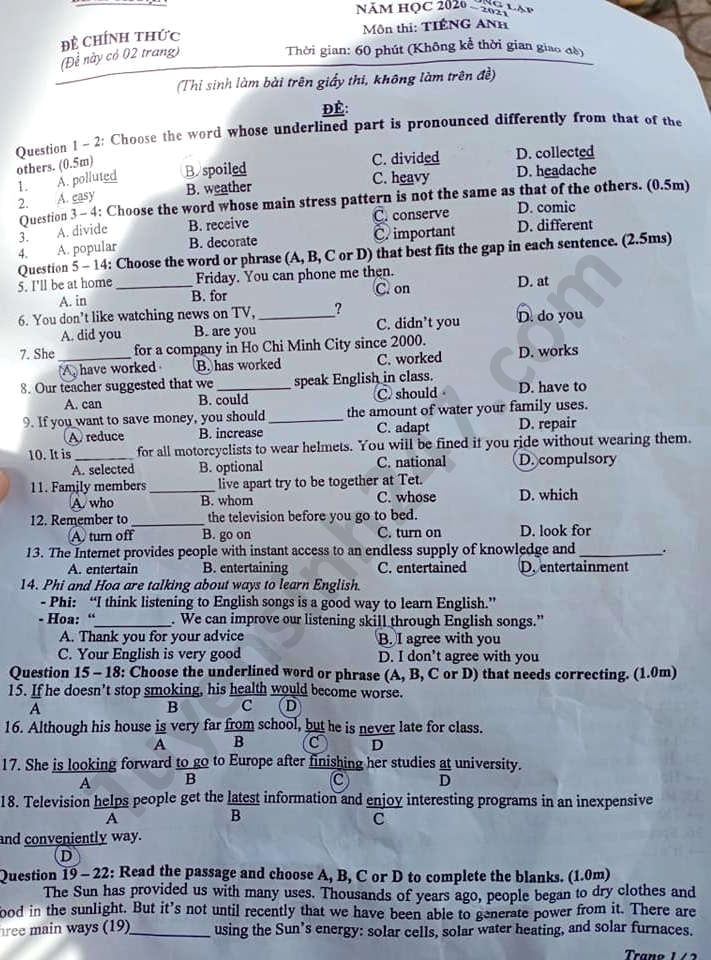 NĂM HỌC 2020 – 2021
ĐỀ CHÍNH THỨC
Môn thi: TIẾNG ANH
(Đề này có 02 trang)
Thời gian: 60 phút (Không kể thời gian giao đề)
(Thí sinh làm bài trên giấy thi, không làm trên đề)
ĐỀ:
Question 1 – 2: Choose the word whose underlined part is pronounced differently from that of the
others. (0.5m)
1. A. polluted B. spoiled C. divided D. collected
2. A. easy B. weather C. heavy D. headache
Question 3 – 4: Choose the word whose main stress pattern is not the same as that of the others. (0.5m)
3. A. divide B. receive C. conserve D. comic
4. A. popular B. decorate C. important D. different
Question 5 – 14: Choose the word or phrase (A, B, C or D) that best fits the gap in each sentence. (2.5ms)
5. I'll be at home __________ Friday. You can phone me then.
A. in B. for C. on D. at
6. You don't like watching news on TV, __________?
A. did you B. are you C. didn't you D. do you
7. She __________ for a company in Ho Chi Minh City since 2000.
A. have worked B. has worked C. worked D. works
8. Our teacher suggested that we __________ speak English in class.
A. can B. could C. should D. have to
9. If you want to save money, you should __________ the amount of water your family uses.
A. reduce B. increase C. adapt D. repair
10. It is ________ for all motorcyclists to wear helmets. You will be fined if you ride without wearing them.
A. selected B. optional C. national D. compulsory
11. Family members _________ live apart try to be together at Tet.
A. who B. whom C. whose D. which
12. Remember to __________ the television before you go to bed.
A. turn off B. go on C. turn on D. look for
13. The Internet provides people with instant access to an endless supply of knowledge and ___________.
A. entertain B. entertaining C. entertained D. entertainment
14. Phi and Hoa are talking about ways to learn English.
- Phi: “I think listening to English songs is a good way to learn English.”
- Hoa: “__________. We can improve our listening skill through English songs.”
A. Thank you for your advice B. I agree with you
C. Your English is very good D. I don't agree with you
Question 15 – 18: Choose the underlined word or phrase (A, B, C or D) that needs correcting. (1.0m)
15. If he doesn't stop smoking, his health would become worse.
A B C D
16. Although his house is very far from school, but he is never late for class.
A B C D
17. She is looking forward to go to Europe after finishing her studies at university.
A B C D
18. Television helps people get the latest information and enjoy interesting programs in an inexpensive
A B C
and conveniently way.
D
Question 19 – 22: Read the passage and choose A, B, C or D to complete the blanks. (1.0m)
The Sun has provided us with many uses. Thousands of years ago, people began to dry clothes and
food in the sunlight. But it's not until recently that we have been able to generate power from it. There are
three main ways (19)__________ using the Sun's energy: solar cells, solar water heating, and solar furnaces.
Trang 1 / 2
tuyensinh247.com